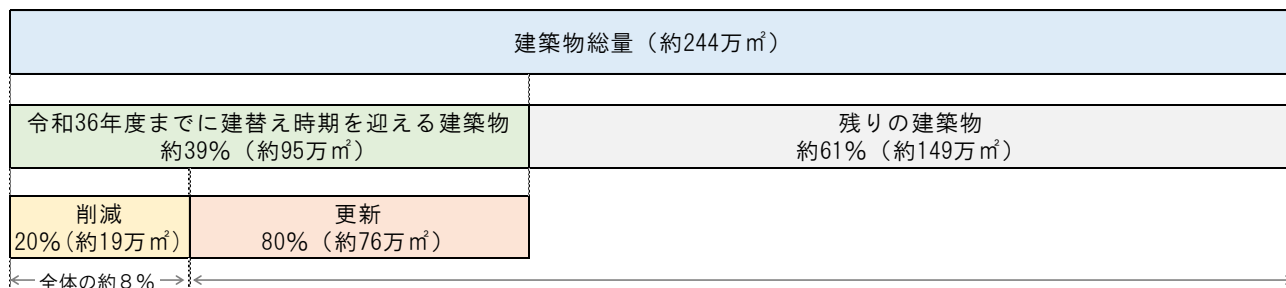 建築物総量（約244万㎡）
令和36年度までに建替え時期を迎える建築物
約39%（約95万㎡）
残りの建築物
約61%（約149万㎡）
削減
20%(約19万㎡)
更新
80%（約76万㎡）
全体の約８%